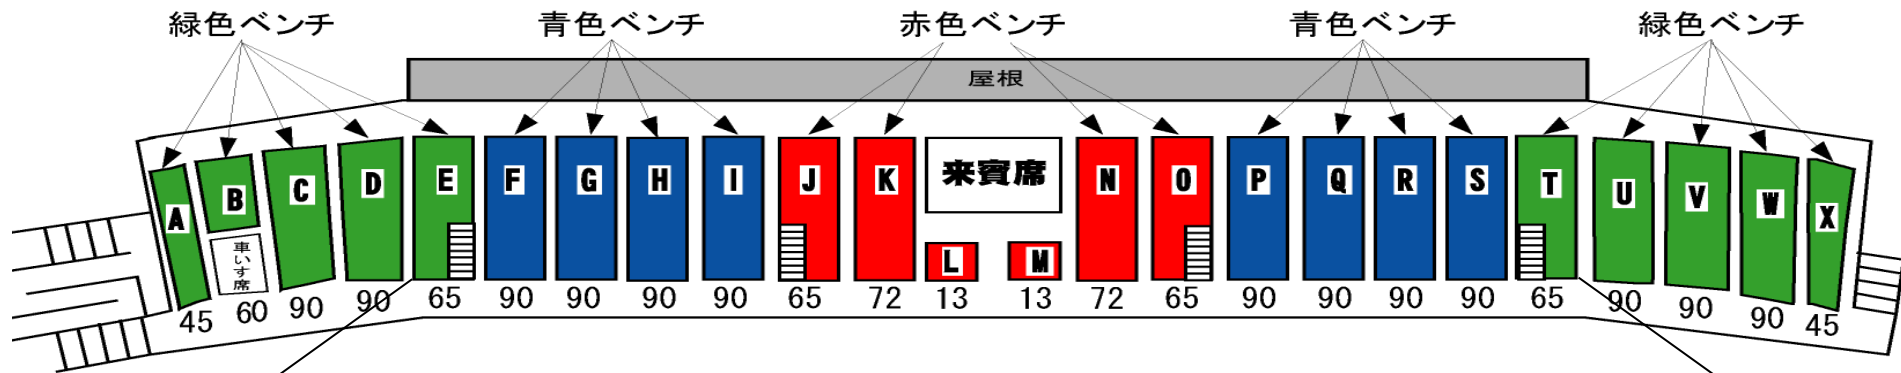 緑色ベンチ 青色ベンチ 赤色ベンチ 青色ベンチ 緑色ベンチ
屋根
A B C D E F G H I J K 来賓席 N O P Q R S T U V W X
車いす席
L M
45 60 90 90 65 90 90 90 90 65 72 13 13 72 65 90 90 90 90 65 90 90 90 45